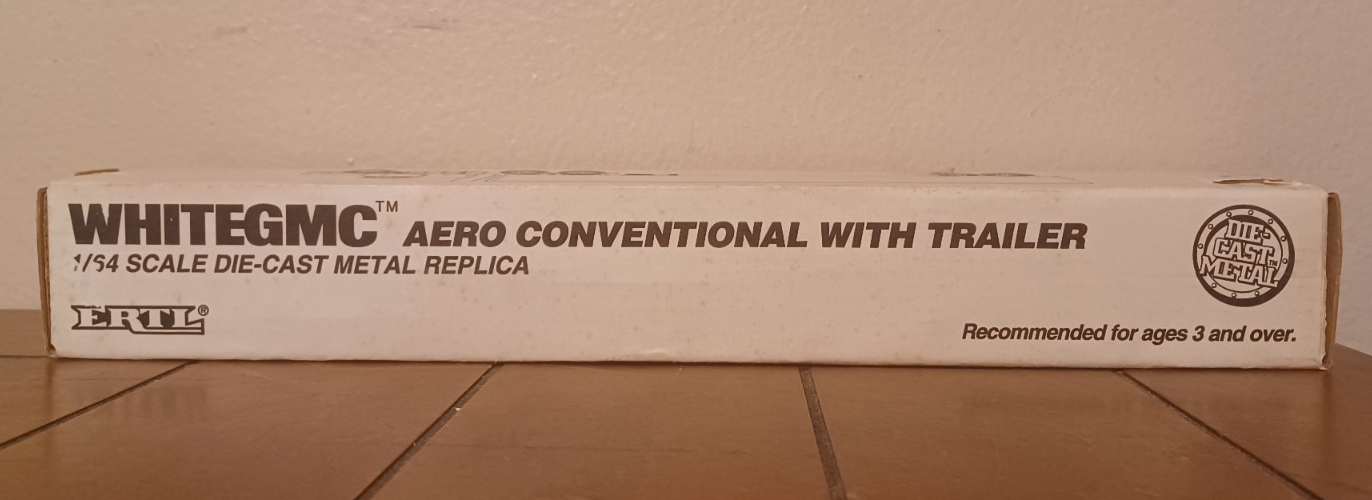 WHITEGMC™ AERO CONVENTIONAL WITH TRAILER
1/64 SCALE DIE-CAST METAL REPLICA
DIE-
CAST
METAL™
ERTL®
Recommended for ages 3 and over.